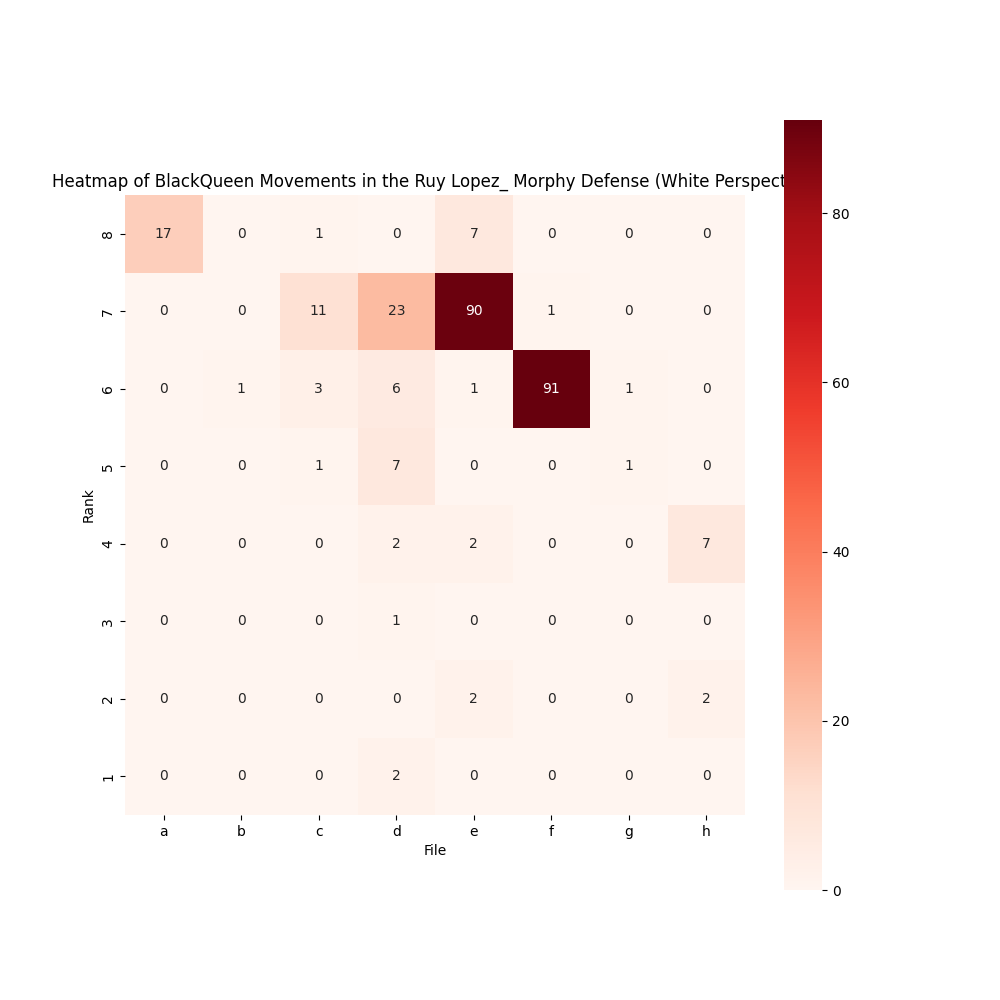 Heatmap of BlackQueen Movements in the Ruy Lopez_ Morphy Defense (White Perspect
8 17 0 1 0 7 0 0 0
7 0 0 11 23 90 1 0 0
6 0 1 3 6 1 91 1 0
5 0 0 1 7 0 0 1 0
Rank
4 0 0 0 2 2 0 0 7
3 0 0 0 1 0 0 0 0
2 0 0 0 0 2 0 0 2
1 0 0 0 2 0 0 0 0
a b c d e f g h
File
80
60
40
20
0